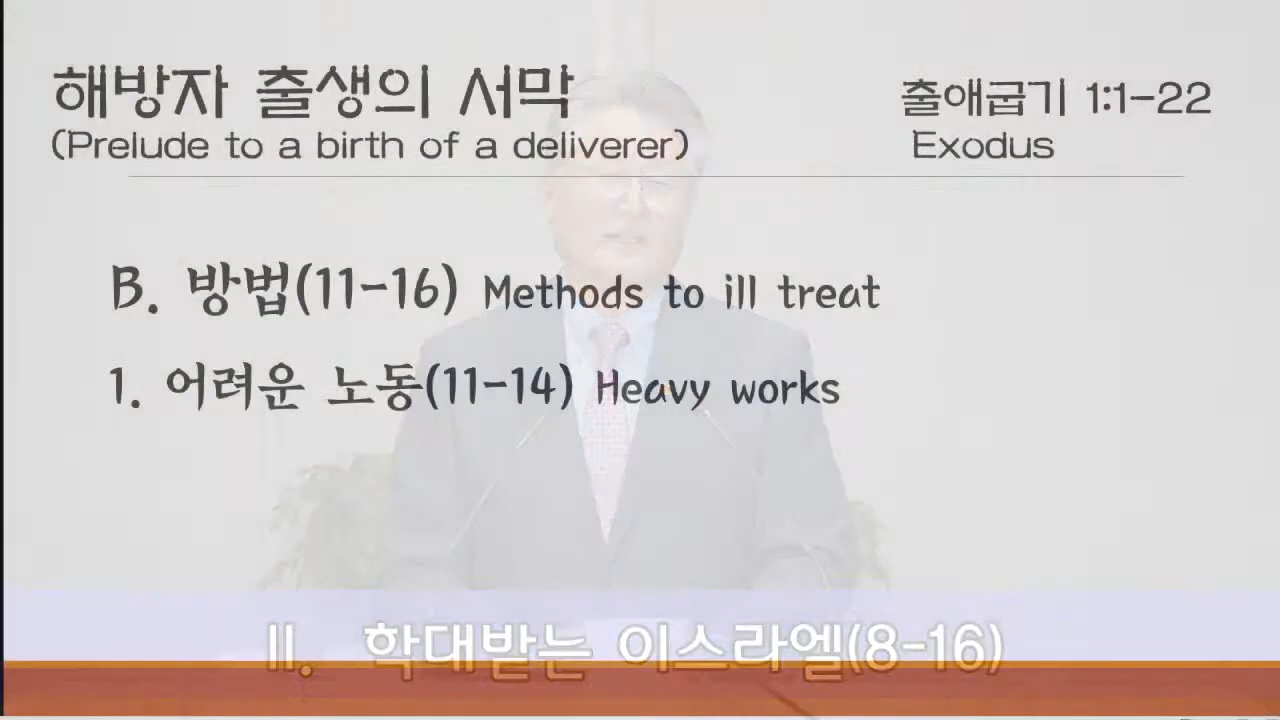 해방자 출생의 서막 출애굽기 1:1-22
(Prelude to a birth of a deliverer) Exodus
B. 방법(11-16) Methods to ill treat
1. 어려운 노동(11-14) Heavy works
II. 학대받는 이스라엘(8-16)